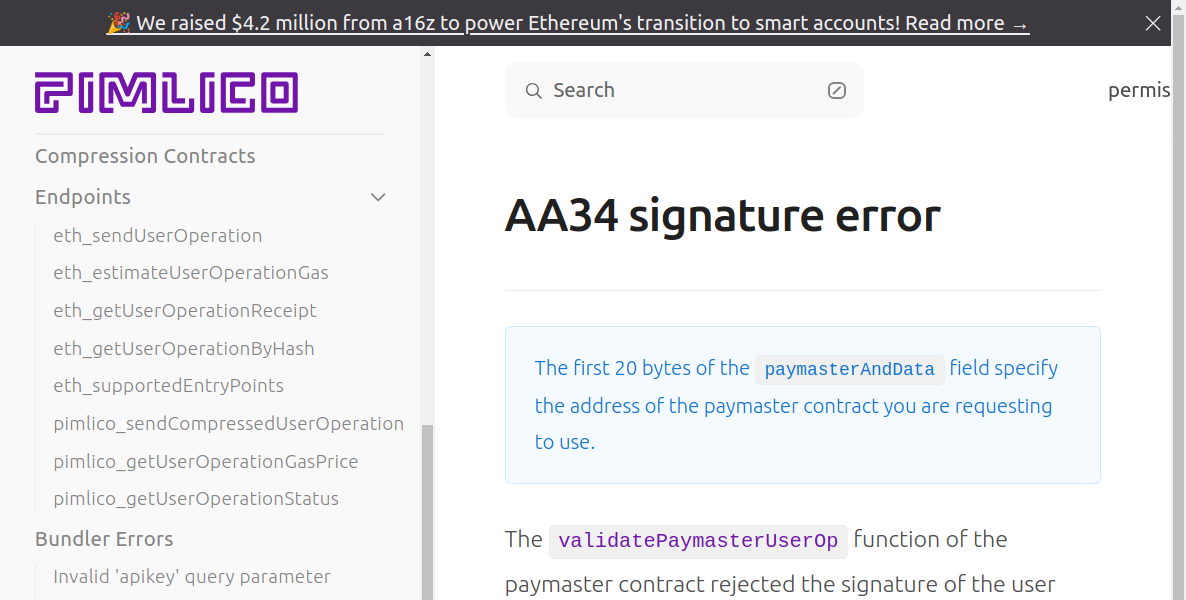 🎉 We raised $4.2 million from a16z to power Ethereum's transition to smart accounts! Read more →
PIMLICO
Search
permis
Compression Contracts
Endpoints
eth_sendUserOperation
eth_estimateUserOperationGas
eth_getUserOperationReceipt
eth_getUserOperationByHash
eth_supportedEntryPoints
pimlico_sendCompressedUserOperation
pimlico_getUserOperationGasPrice
pimlico_getUserOperationStatus
Bundler Errors
Invalid 'apikey' query parameter
AA34 signature error
The first 20 bytes of the paymasterAndData field specify
the address of the paymaster contract you are requesting
to use.
The validatePaymasterUserOp function of the
paymaster contract rejected the signature of the user